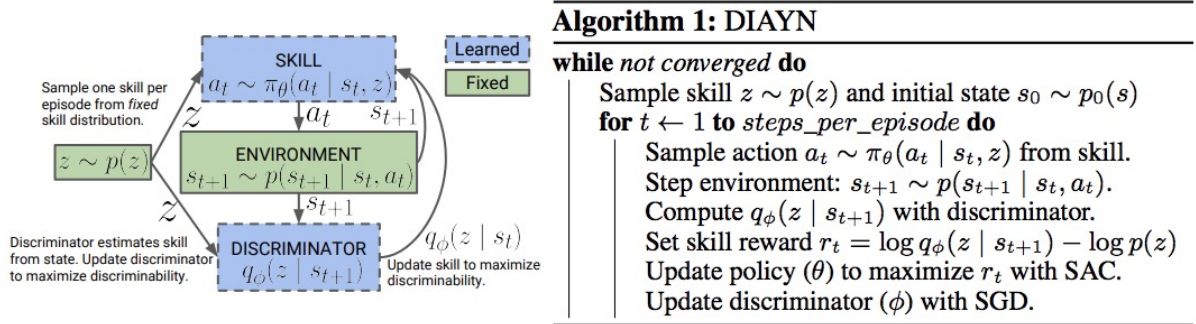 SKILL
a_t ∼ π_θ(a_t | s_t, z)
Learned
Fixed
Sample one skill per
episode from fixed
skill distribution.
z
a_t
s_{t+1}
z ∼ p(z)
ENVIRONMENT
s_{t+1} ∼ p(s_{t+1} | s_t, a_t)
z
s_{t+1}
Discriminator estimates skill
from state. Update discriminator
to maximize discriminability.
DISCRIMINATOR
q_φ(z | s_{t+1})
q_φ(z | s_t)
Update skill to maximize
discriminability.
Algorithm 1: DIAYN
while not converged do
Sample skill z ∼ p(z) and initial state s_0 ∼ p_0(s)
for t ← 1 to steps_per_episode do
Sample action a_t ∼ π_θ(a_t | s_t, z) from skill.
Step environment: s_{t+1} ∼ p(s_{t+1} | s_t, a_t).
Compute q_φ(z | s_{t+1}) with discriminator.
Set skill reward r_t = log q_φ(z | s_{t+1}) − log p(z)
Update policy (θ) to maximize r_t with SAC.
Update discriminator (φ) with SGD.